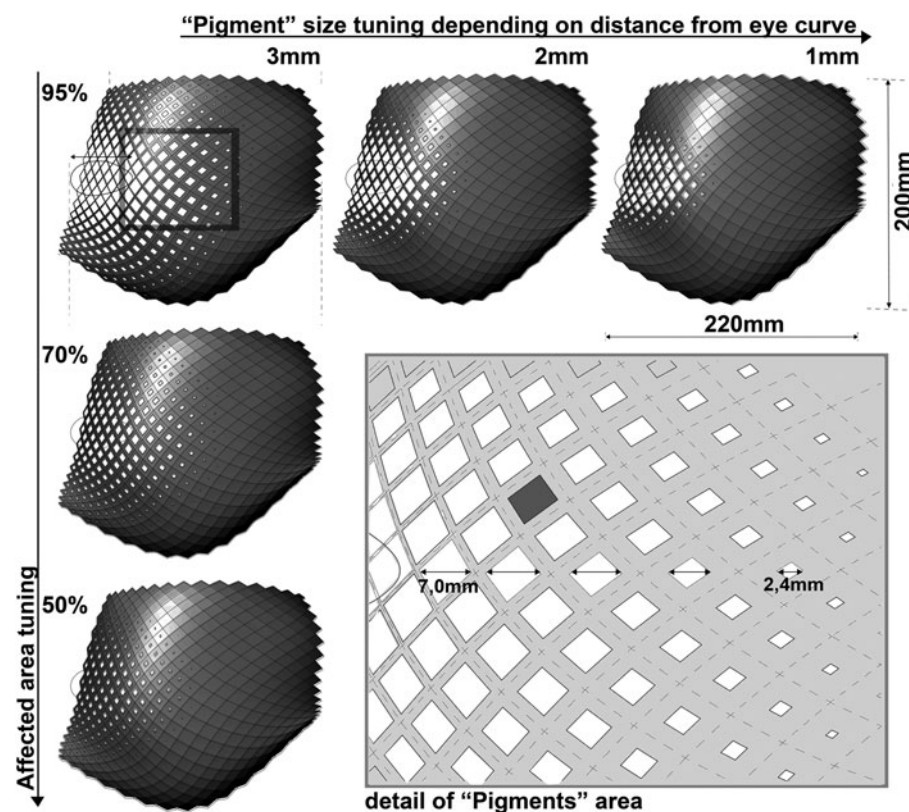 “Pigment” size tuning depending on distance from eye curve
3mm
2mm
1mm
95%
200mm
220mm
70%
7,0mm
2,4mm
50%
Affected area tuning
detail of “Pigments” area